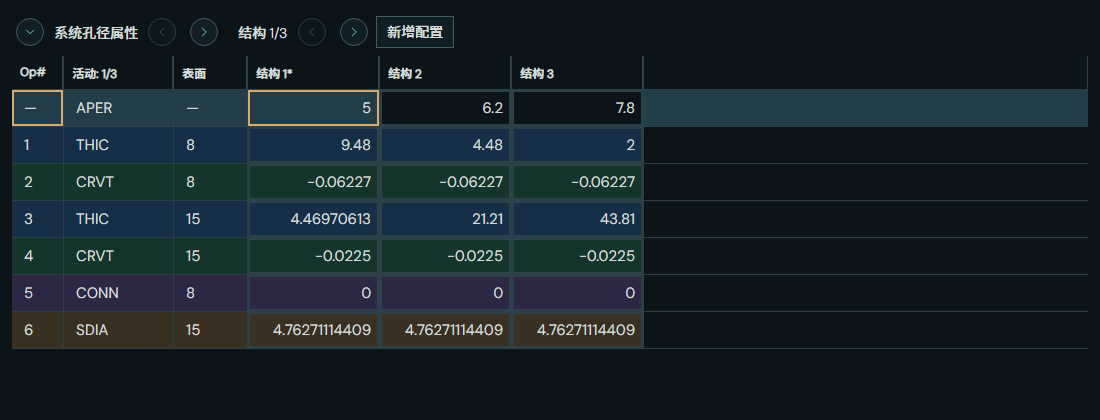 系统孔径属性 结构 1/3 新增配置
Op# 活动: 1/3 表面 结构 1* 结构 2 结构 3
— APER — 5 6.2 7.8
1 THIC 8 9.48 4.48 2
2 CRVT 8 -0.06227 -0.06227 -0.06227
3 THIC 15 4.46970613 21.21 43.81
4 CRVT 15 -0.0225 -0.0225 -0.0225
5 CONN 8 0 0 0
6 SDIA 15 4.76271114409 4.76271114409 4.76271114409